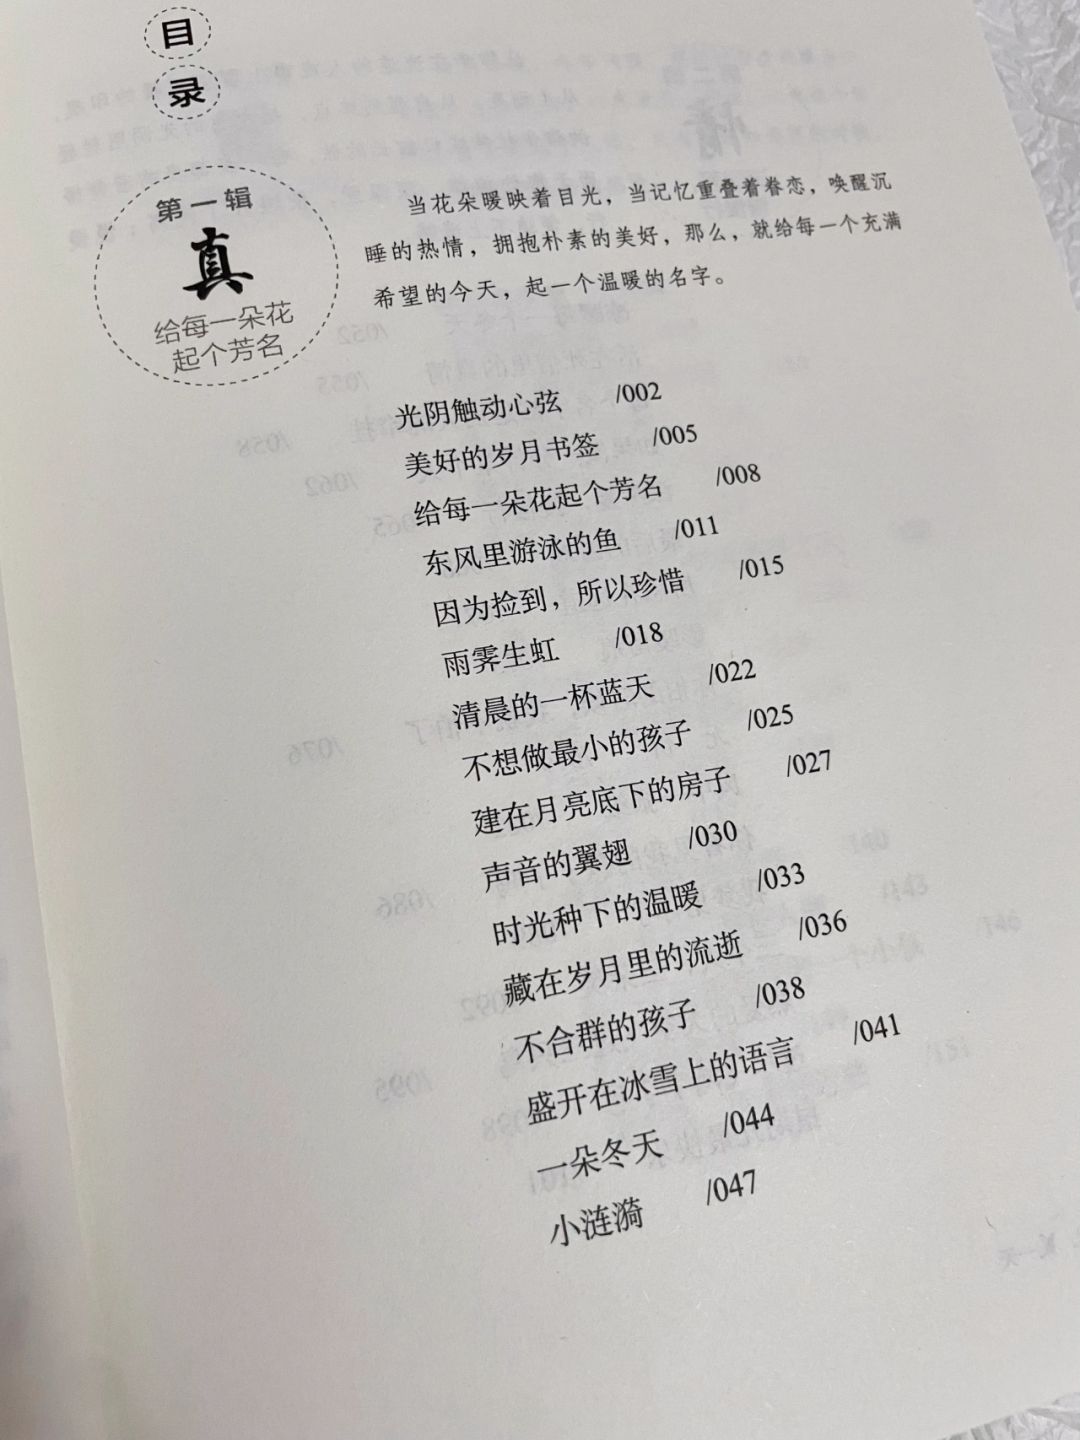 目
录
第一辑
真
给每一朵花
起个芳名
当花朵暖映着目光，当记忆重叠着眷恋，唤醒沉
睡的热情，拥抱朴素的美好，那么，就给每一个充满
希望的今天，起一个温暖的名字。
光阴触动心弦 /002
美好的岁月书签 /005
给每一朵花起个芳名 /008
东风里游泳的鱼 /011
因为捡到，所以珍惜 /015
雨霁生虹 /018
清晨的一杯蓝天 /022
不想做最小的孩子 /025
建在月亮底下的房子 /027
声音的翼翅 /030
时光种下的温暖 /033
藏在岁月里的流逝 /036
不合群的孩子 /038
盛开在冰雪上的语言 /041
一朵冬天 /044
小涟漪 /047